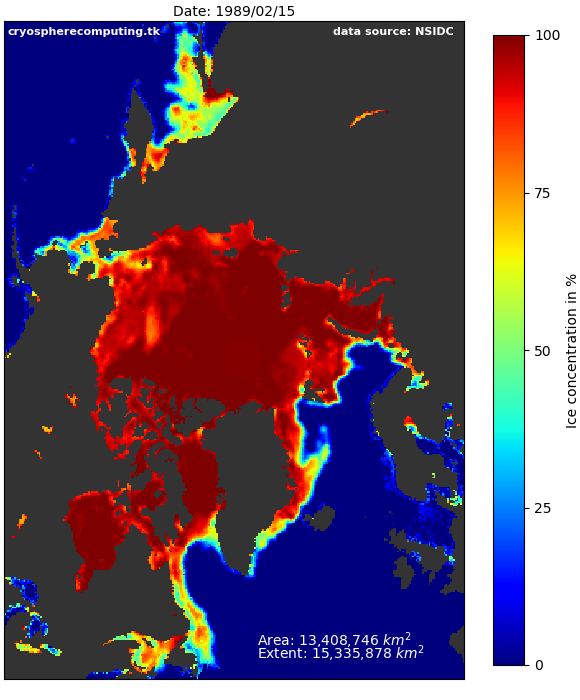 Date: 1989/02/15
cryospherecomputing.tk
data source: NSIDC
100
75
50
25
0
Ice concentration in %
Area: 13,408,746 km²
Extent: 15,335,878 km²